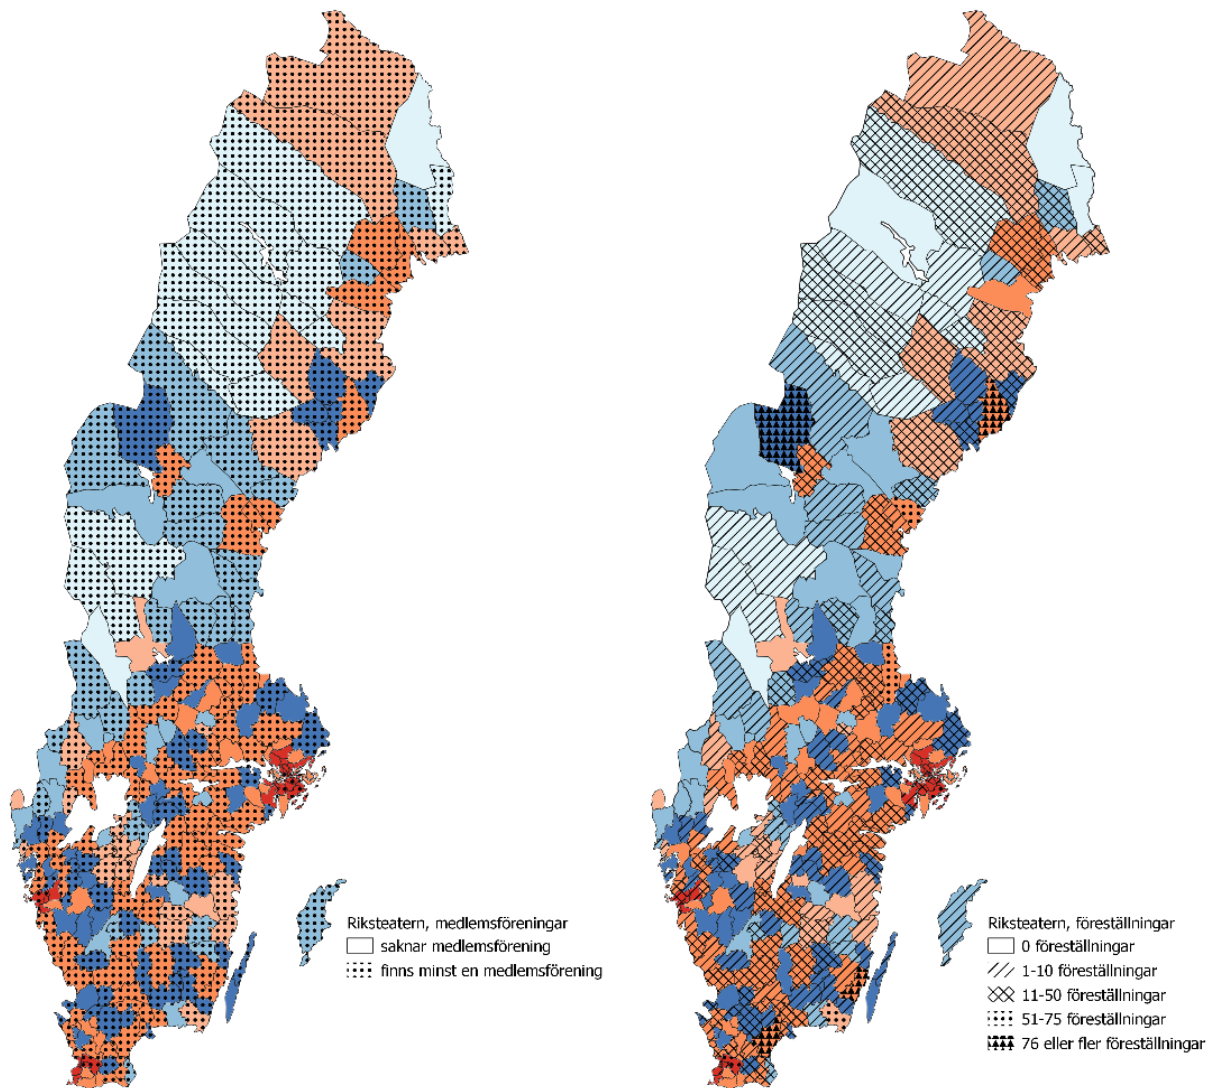 Riksteatern, medlemsföreningar
saknar medlemsförening
finns minst en medlemsförening
Riksteatern, föreställningar
0 föreställningar
1-10 föreställningar
11-50 föreställningar
51-75 föreställningar
76 eller fler föreställningar